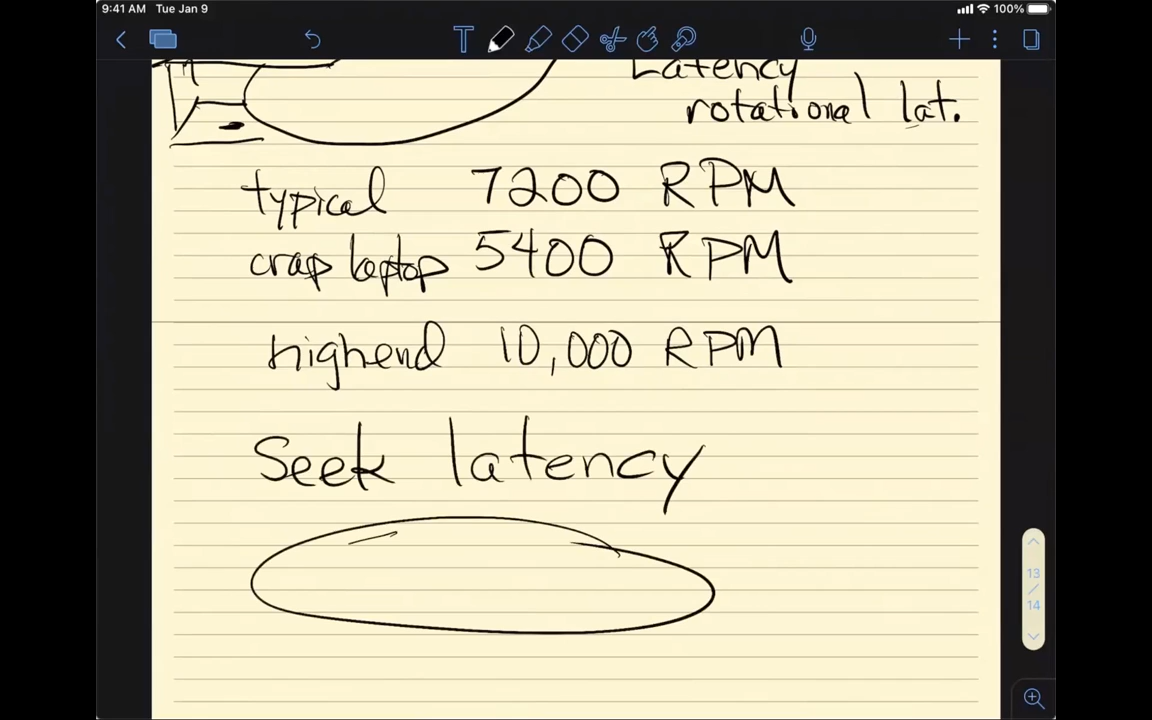 9:41 AM Tue Jan 9
100%
T
Latency
rotational lat.
typical 7200 RPM
crap laptop 5400 RPM
highend 10,000 RPM
Seek latency
13
/
14